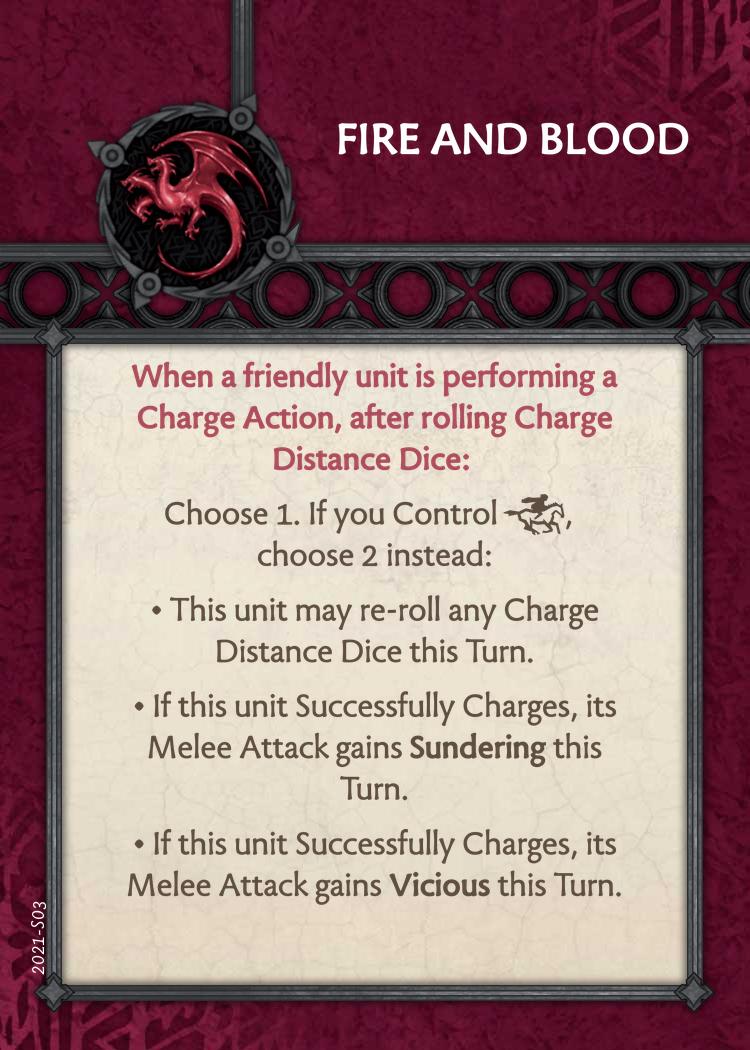 FIRE AND BLOOD
When a friendly unit is performing a
Charge Action, after rolling Charge
Distance Dice:
Choose 1. If you Control ,
choose 2 instead:
• This unit may re-roll any Charge
Distance Dice this Turn.
• If this unit Successfully Charges, its
Melee Attack gains Sundering this
Turn.
• If this unit Successfully Charges, its
Melee Attack gains Vicious this Turn.
2021-S03